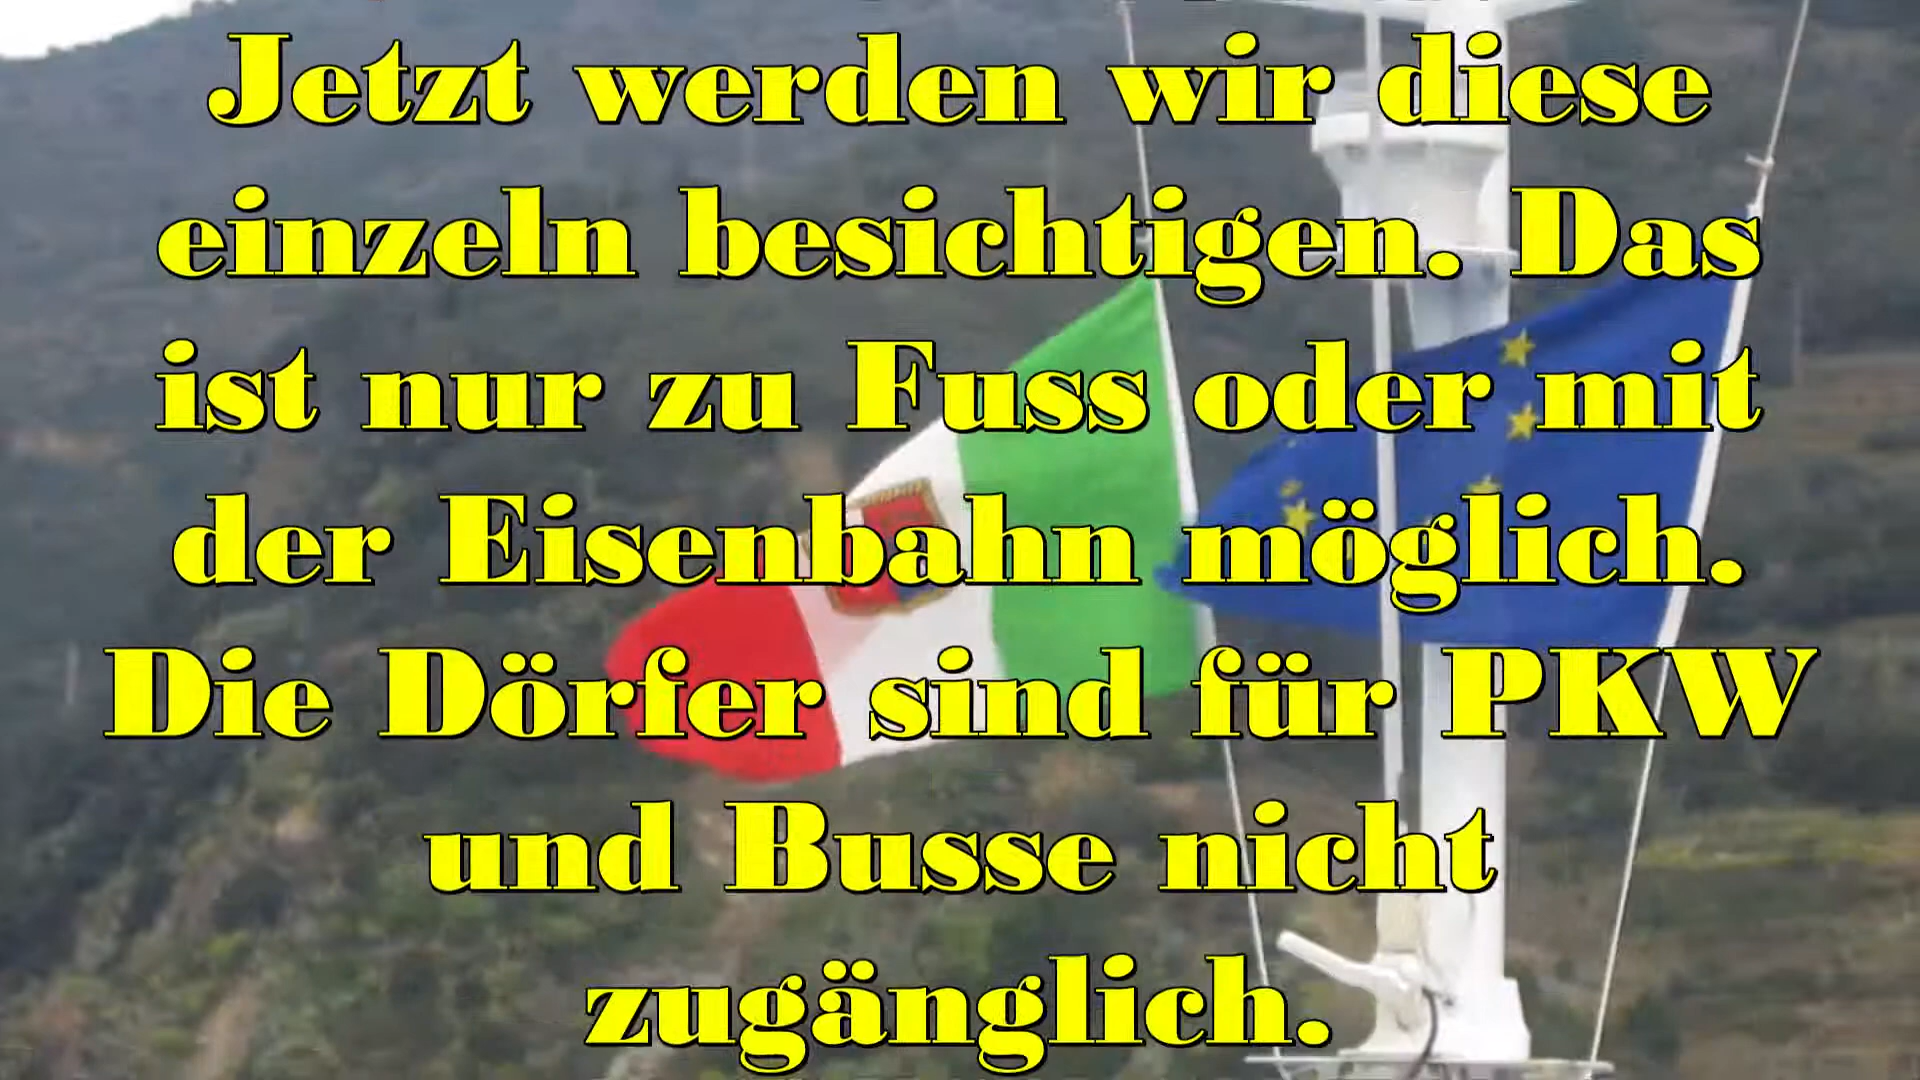 Jetzt werden wir diese
einzeln besichtigen. Das
ist nur zu Fuss oder mit
der Eisenbahn möglich.
Die Dörfer sind für PKW
und Busse nicht
zugänglich.